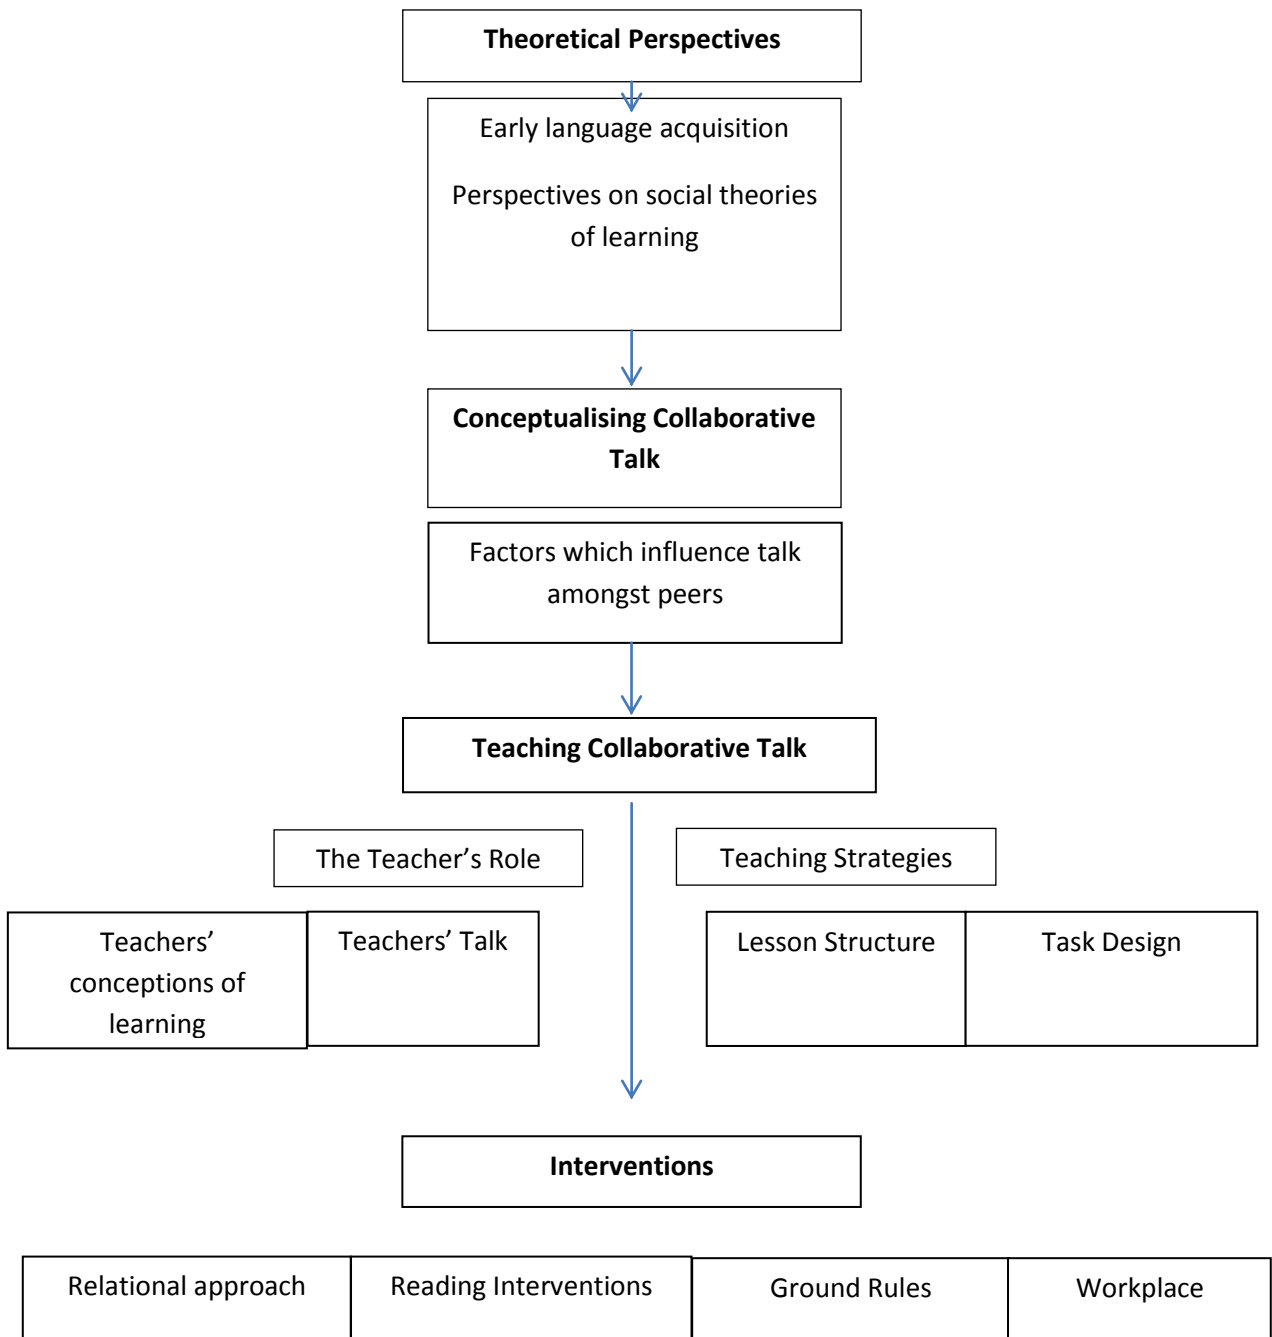 Theoretical Perspectives
Early language acquisition
Perspectives on social theories
of learning
Conceptualising Collaborative
Talk
Factors which influence talk
amongst peers
Teaching Collaborative Talk
The Teacher’s Role
Teaching Strategies
Teachers’
conceptions of
learning
Teachers’ Talk
Lesson Structure
Task Design
Interventions
Relational approach
Reading Interventions
Ground Rules
Workplace